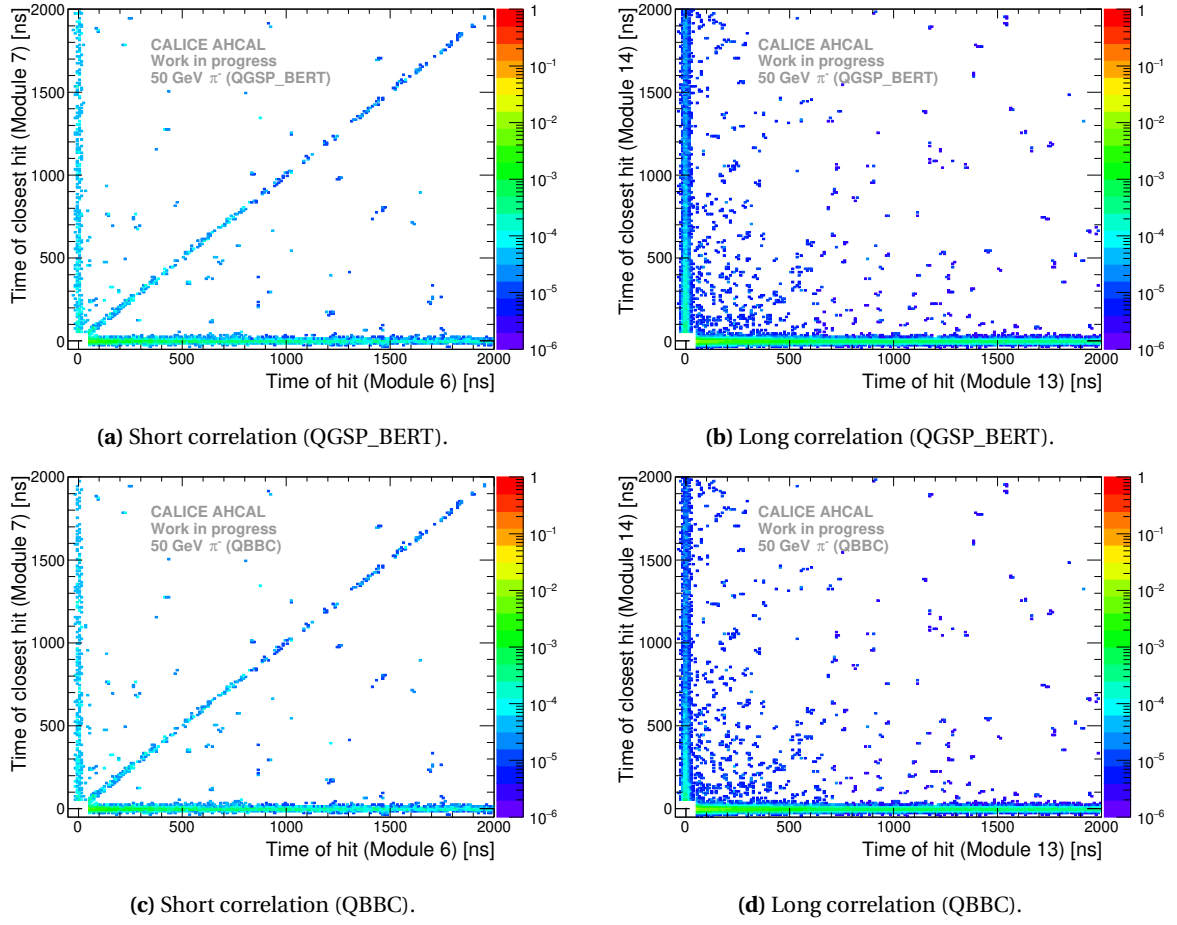 2000
1500
1000
500
0
Time of closest hit (Module 7) [ns]
CALICE AHCAL
Work in progress
50 GeV π⁻ (QGSP_BERT)
0 500 1000 1500 2000
Time of hit (Module 6) [ns]
1
10⁻¹
10⁻²
10⁻³
10⁻⁴
10⁻⁵
10⁻⁶
(a) Short correlation (QGSP_BERT).
2000
1500
1000
500
0
Time of closest hit (Module 14) [ns]
CALICE AHCAL
Work in progress
50 GeV π⁻ (QGSP_BERT)
0 500 1000 1500 2000
Time of hit (Module 13) [ns]
1
10⁻¹
10⁻²
10⁻³
10⁻⁴
10⁻⁵
10⁻⁶
(b) Long correlation (QGSP_BERT).
2000
1500
1000
500
0
Time of closest hit (Module 7) [ns]
CALICE AHCAL
Work in progress
50 GeV π⁻ (QBBC)
0 500 1000 1500 2000
Time of hit (Module 6) [ns]
1
10⁻¹
10⁻²
10⁻³
10⁻⁴
10⁻⁵
10⁻⁶
(c) Short correlation (QBBC).
2000
1500
1000
500
0
Time of closest hit (Module 14) [ns]
CALICE AHCAL
Work in progress
50 GeV π⁻ (QBBC)
0 500 1000 1500 2000
Time of hit (Module 13) [ns]
1
10⁻¹
10⁻²
10⁻³
10⁻⁴
10⁻⁵
10⁻⁶
(d) Long correlation (QBBC).